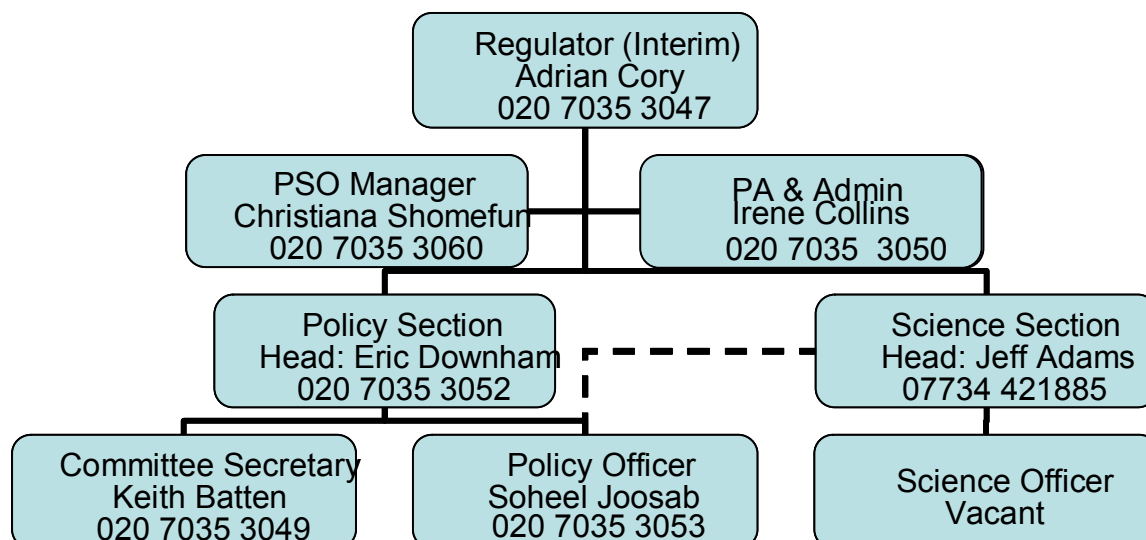 Regulator (Interim)
Adrian Cory
020 7035 3047
PSO Manager
Christiana Shomefun
020 7035 3060
PA & Admin
Irene Collins
020 7035 3050
Policy Section
Head: Eric Downham
020 7035 3052
Science Section
Head: Jeff Adams
07734 421885
Committee Secretary
Keith Batten
020 7035 3049
Policy Officer
Soheel Joosab
020 7035 3053
Science Officer
Vacant